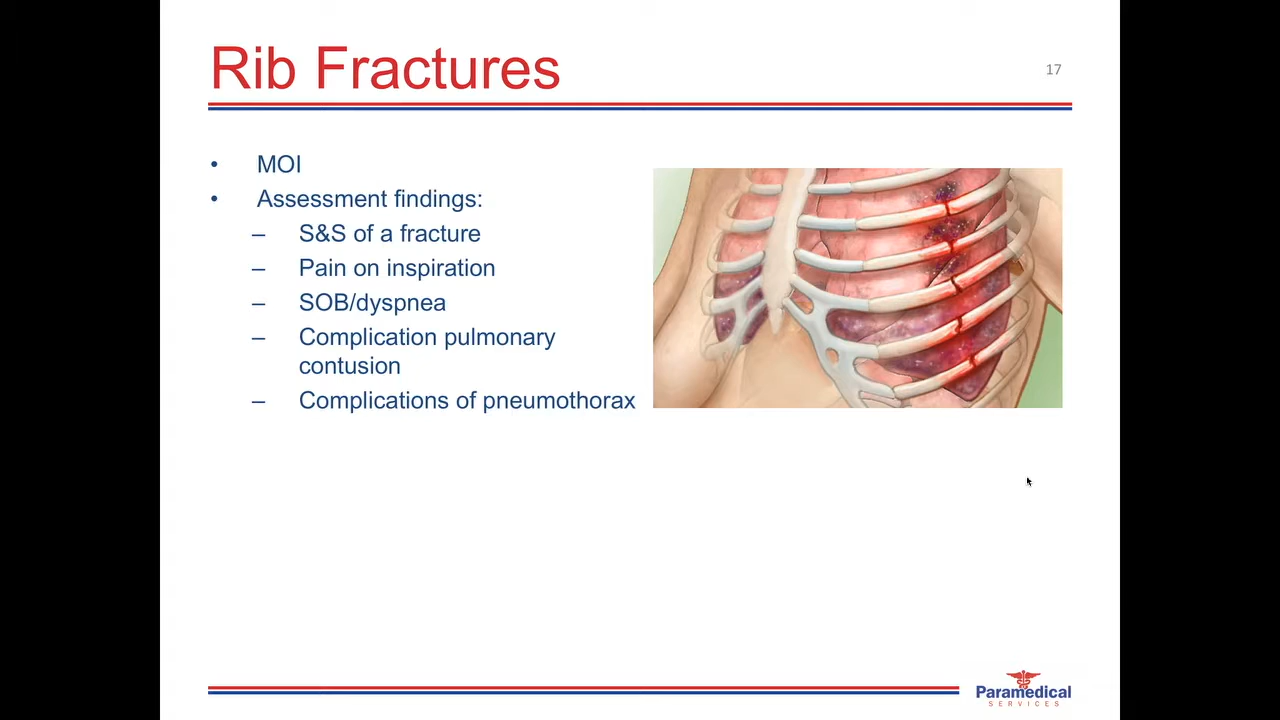 Rib Fractures
17
• MOI
• Assessment findings:
– S&S of a fracture
– Pain on inspiration
– SOB/dyspnea
– Complication pulmonary
contusion
– Complications of pneumothorax
Paramedical
SERVICES